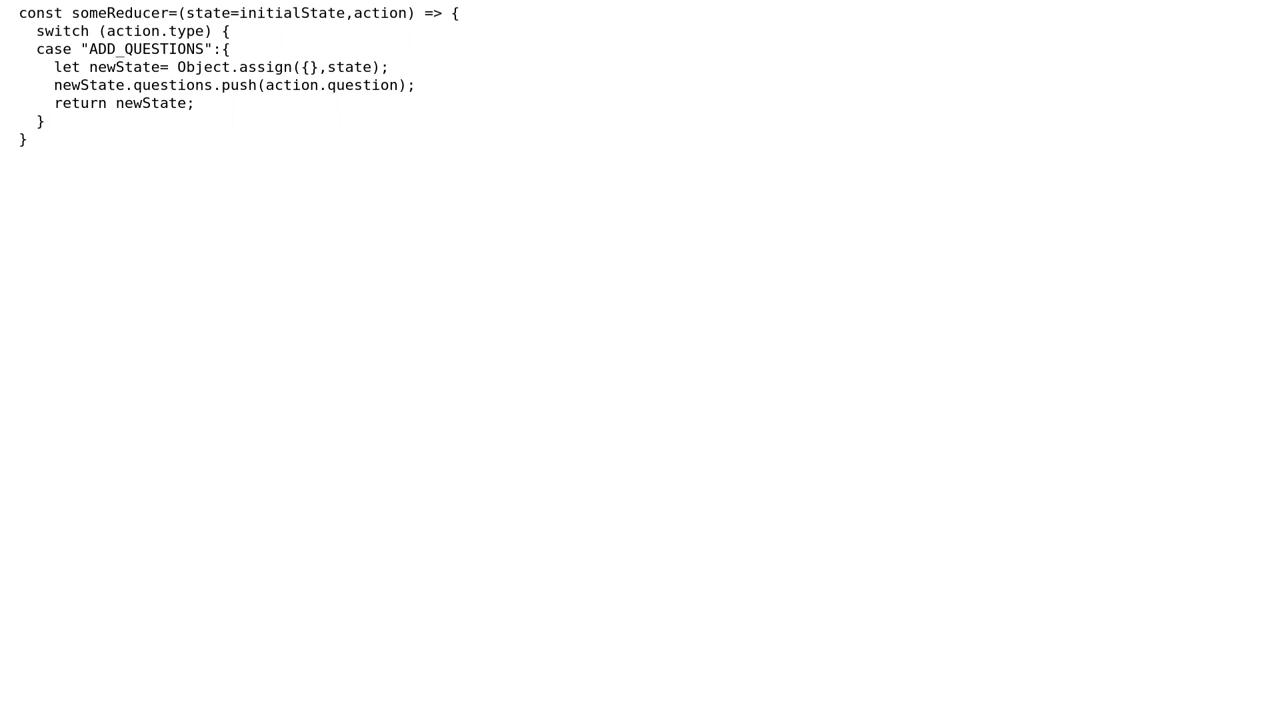 const someReducer=(state=initialState,action) => {
  switch (action.type) {
  case "ADD_QUESTIONS":{
    let newState= Object.assign({},state);
    newState.questions.push(action.question);
    return newState;
  }
}